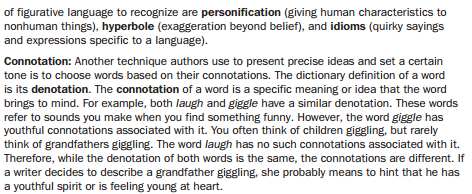 of figurative language to recognize are personification (giving human characteristics to
nonhuman things), hyperbole (exaggeration beyond belief), and idioms (quirky sayings
and expressions specific to a language).
Connotation: Another technique authors use to present precise ideas and set a certain
tone is to choose words based on their connotations. The dictionary definition of a word
is its denotation. The connotation of a word is a specific meaning or idea that the word
brings to mind. For example, both laugh and giggle have a similar denotation. These words
refer to sounds you make when you find something funny. However, the word giggle has
youthful connotations associated with it. You often think of children giggling, but rarely
think of grandfathers giggling. The word laugh has no such connotations associated with it.
Therefore, while the denotation of both words is the same, the connotations are different. If
a writer decides to describe a grandfather giggling, she probably means to hint that he has
a youthful spirit or is feeling young at heart.